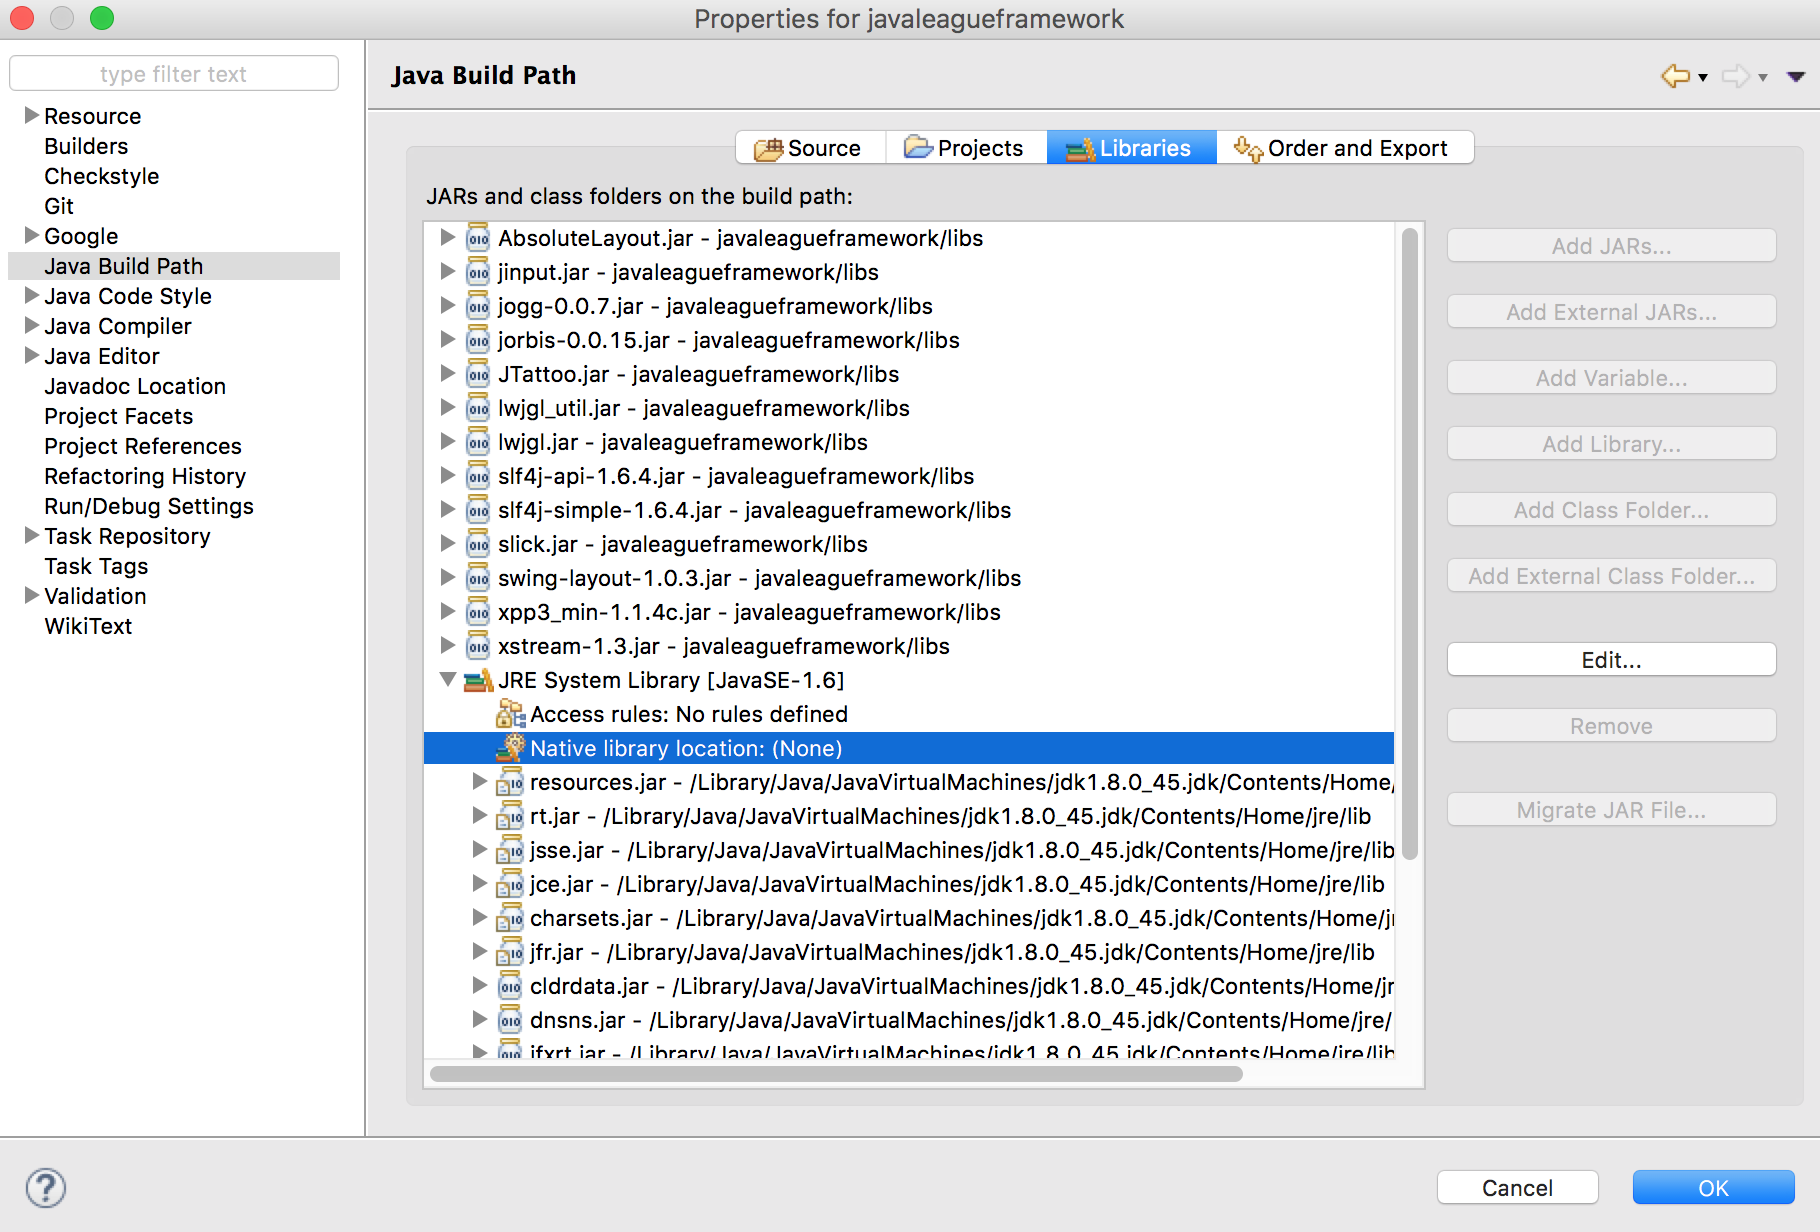 Properties for javaleagueframework
type filter text
Resource
Builders
Checkstyle
Git
Google
Java Build Path
Java Code Style
Java Compiler
Java Editor
Javadoc Location
Project Facets
Project References
Refactoring History
Run/Debug Settings
Task Repository
Task Tags
Validation
WikiText
Java Build Path
Source Projects Libraries Order and Export
JARs and class folders on the build path:
AbsoluteLayout.jar - javaleagueframework/libs
jinput.jar - javaleagueframework/libs
jogg-0.0.7.jar - javaleagueframework/libs
jorbis-0.0.15.jar - javaleagueframework/libs
JTattoo.jar - javaleagueframework/libs
lwjgl_util.jar - javaleagueframework/libs
lwjgl.jar - javaleagueframework/libs
slf4j-api-1.6.4.jar - javaleagueframework/libs
slf4j-simple-1.6.4.jar - javaleagueframework/libs
slick.jar - javaleagueframework/libs
swing-layout-1.0.3.jar - javaleagueframework/libs
xpp3_min-1.1.4c.jar - javaleagueframework/libs
xstream-1.3.jar - javaleagueframework/libs
JRE System Library [JavaSE-1.6]
Access rules: No rules defined
Native library location: (None)
resources.jar - /Library/Java/JavaVirtualMachines/jdk1.8.0_45.jdk/Contents/Home/
rt.jar - /Library/Java/JavaVirtualMachines/jdk1.8.0_45.jdk/Contents/Home/jre/lib
jsse.jar - /Library/Java/JavaVirtualMachines/jdk1.8.0_45.jdk/Contents/Home/jre/lib
jce.jar - /Library/Java/JavaVirtualMachines/jdk1.8.0_45.jdk/Contents/Home/jre/lib
charsets.jar - /Library/Java/JavaVirtualMachines/jdk1.8.0_45.jdk/Contents/Home/jr
jfr.jar - /Library/Java/JavaVirtualMachines/jdk1.8.0_45.jdk/Contents/Home/jre/lib
cldrdata.jar - /Library/Java/JavaVirtualMachines/jdk1.8.0_45.jdk/Contents/Home/jr
dnsns.jar - /Library/Java/JavaVirtualMachines/jdk1.8.0_45.jdk/Contents/Home/jre/
jfxrt.jar - /Library/Java/JavaVirtualMachines/jdk1.8.0_45.jdk/Contents/Home/jre/lib
Add JARs...
Add External JARs...
Add Variable...
Add Library...
Add Class Folder...
Add External Class Folder...
Edit...
Remove
Migrate JAR File...
?
Cancel
OK